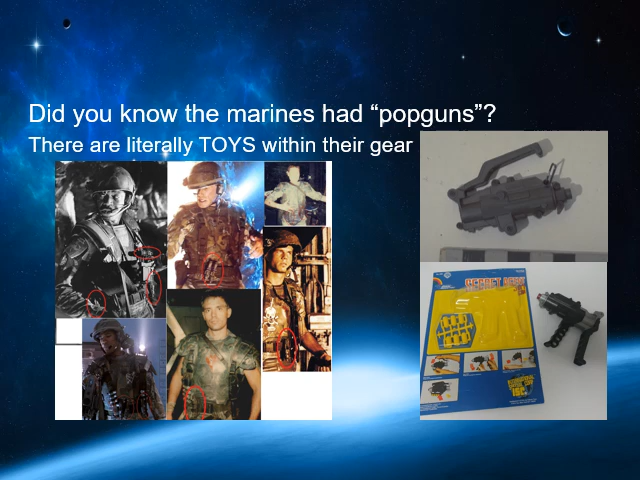 Did you know the marines had “popguns”?
There are literally TOYS within their gear
SECRET